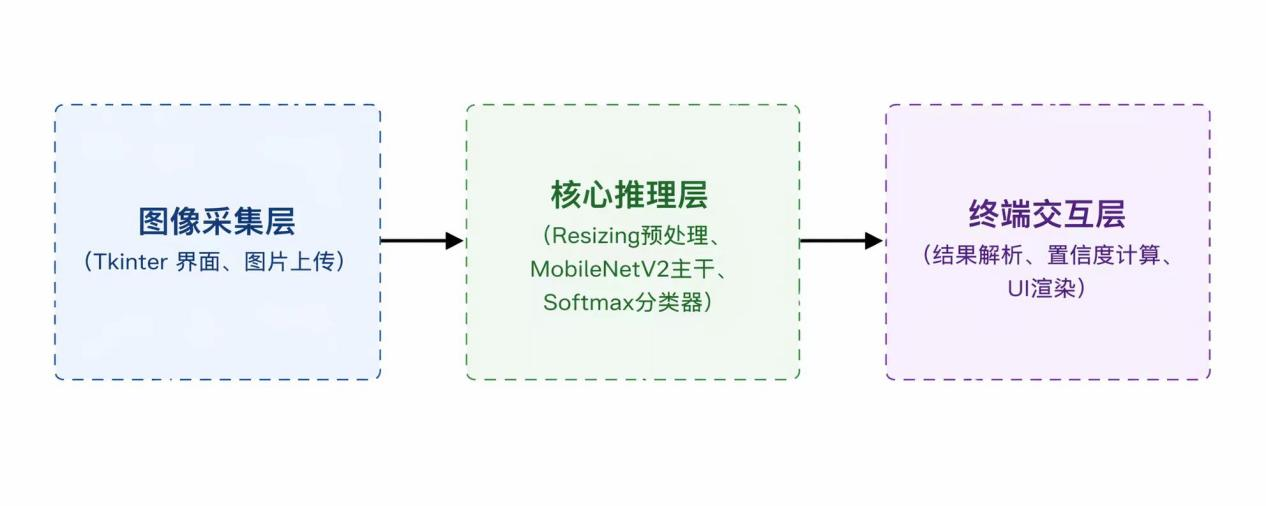 图像采集层
（Tkinter 界面、图片上传）
核心推理层
（Resizing预处理、
MobileNetV2主干、
Softmax分类器）
终端交互层
（结果解析、置信度计算、
UI渲染）